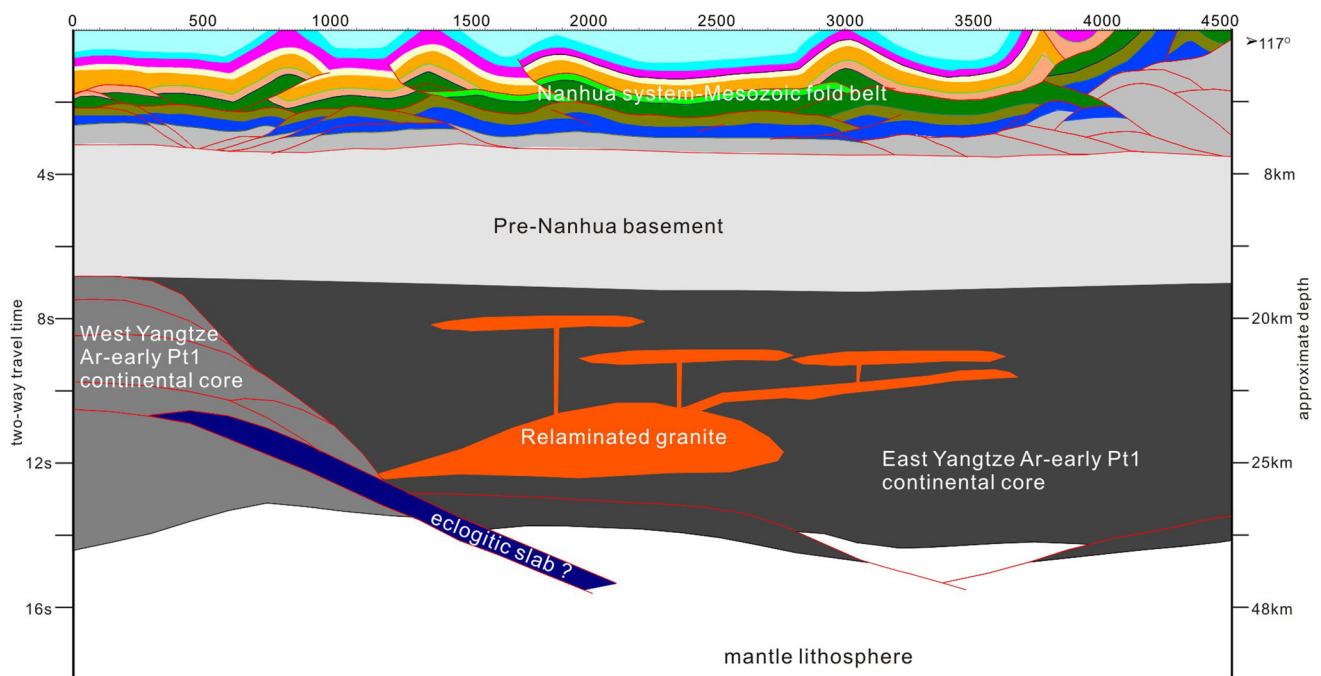 0 500 1000 1500 2000 2500 3000 3500 4000 4500
117°
Nanhua system-Mesozoic fold belt
4s
8km
Pre-Nanhua basement
two-way travel time
approximate depth
8s
20km
West Yangtze
Ar-early Pt1
continental core
Relaminated granite
East Yangtze Ar-early Pt1
continental core
12s
25km
eclogitic slab ?
16s
48km
mantle lithosphere